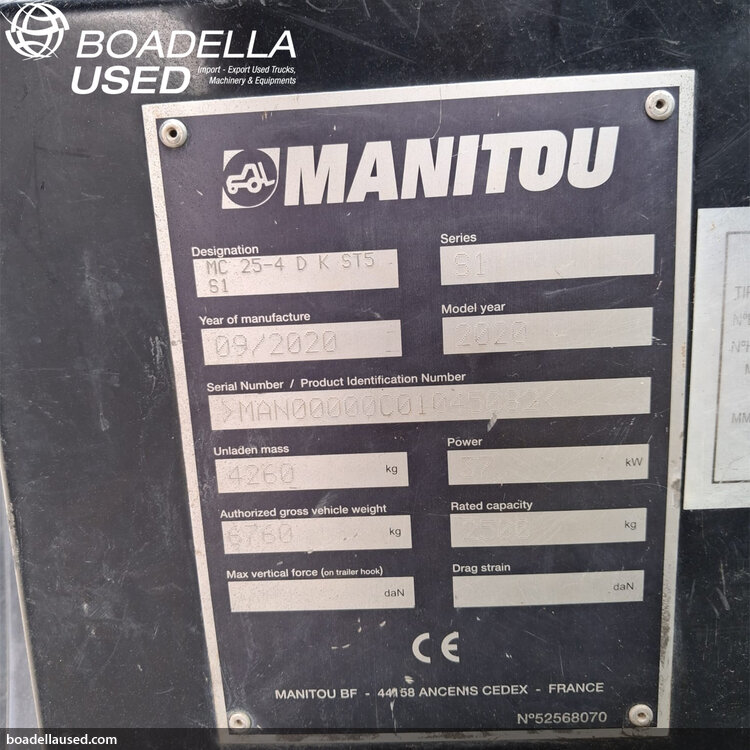 BOADELLA
USED
Import - Export Used Trucks,
Machinery & Equipments
MANITOU
Designation
MC 25-4 D K ST5
S1
Series
S1
Year of manufacture
09/2020
Model year
2020
Serial Number / Product Identification Number
Unladen mass
4260 kg
Power
kW
Authorized gross vehicle weight
6760 kg
Rated capacity
2500 kg
Max vertical force (on trailer hook)
daN
Drag strain
daN
CE
MANITOU BF - 44158 ANCENIS CEDEX - FRANCE
N°52568070
boadellaused.com